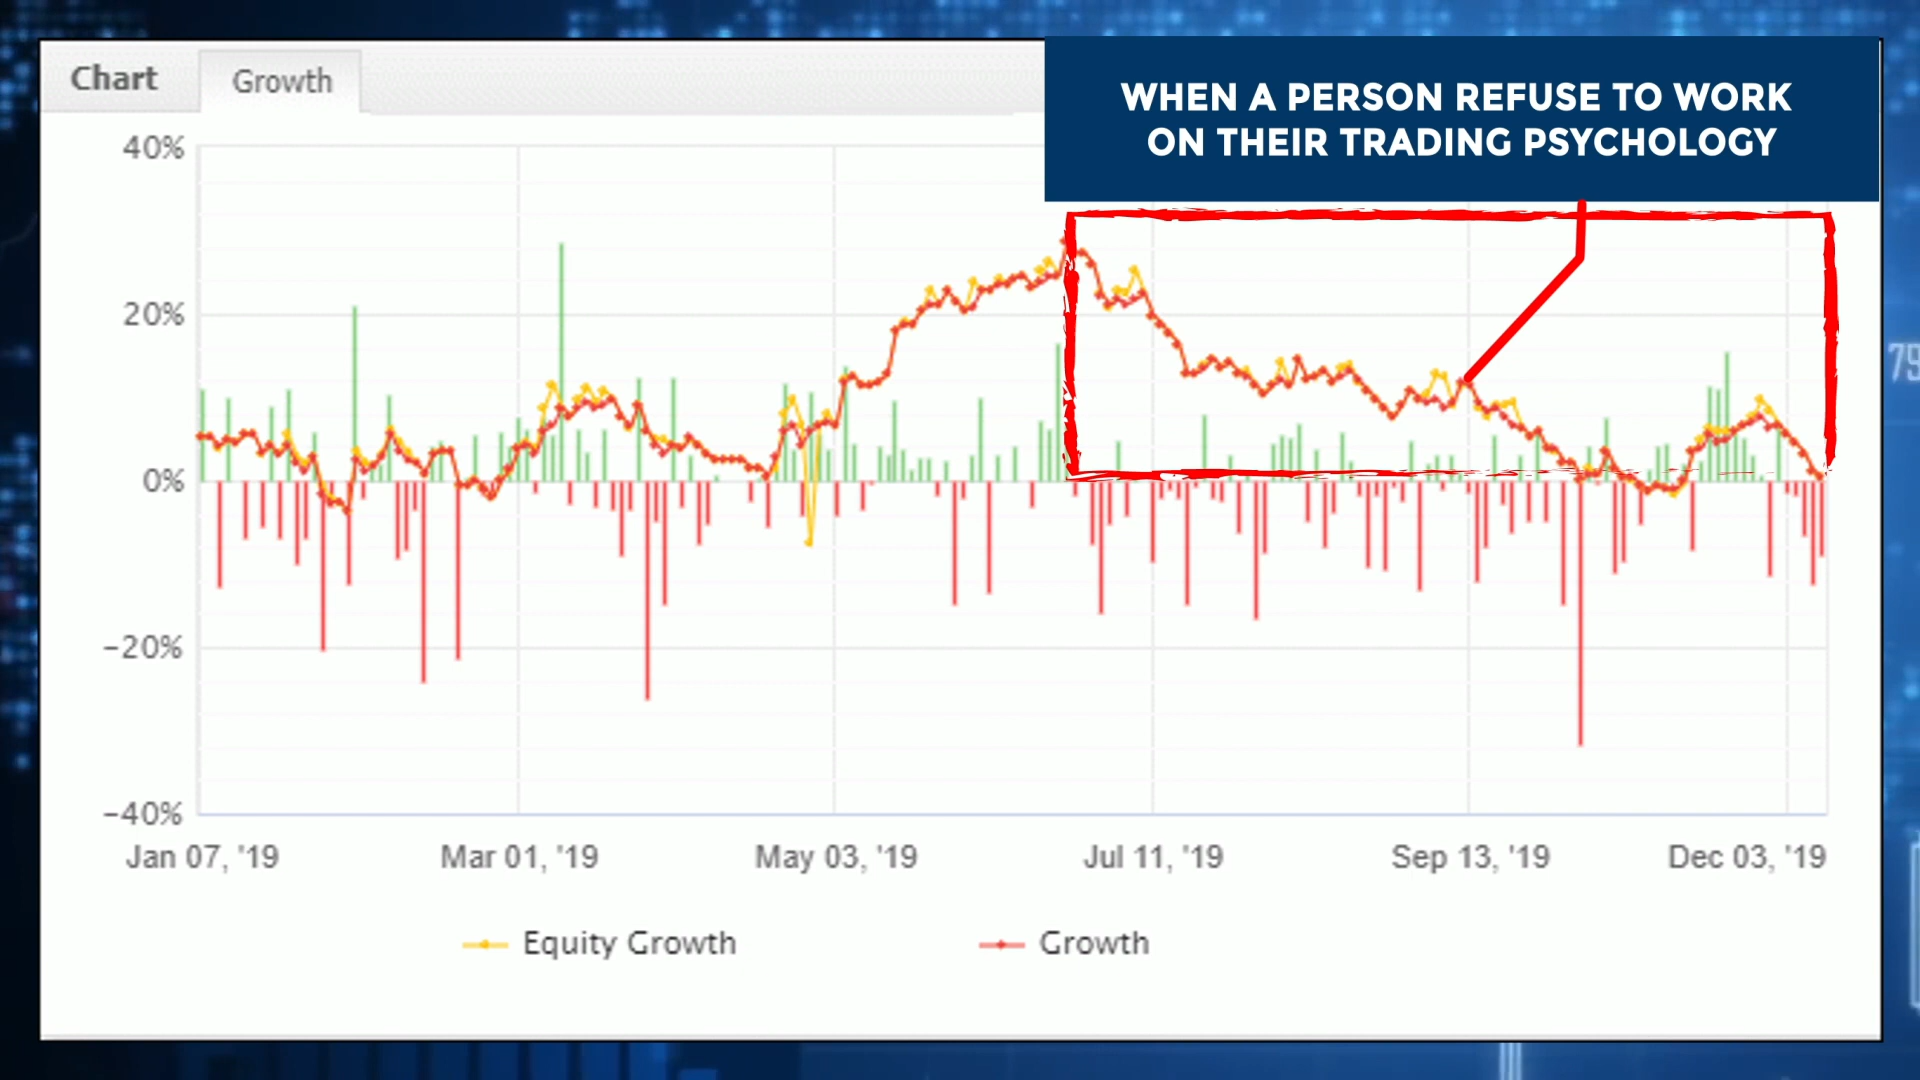 WHEN A PERSON REFUSE TO WORK
ON THEIR TRADING PSYCHOLOGY
Chart Growth
40%
20%
0%
-20%
-40%
Jan 07, '19 Mar 01, '19 May 03, '19 Jul 11, '19 Sep 13, '19 Dec 03, '19
Equity Growth Growth
79